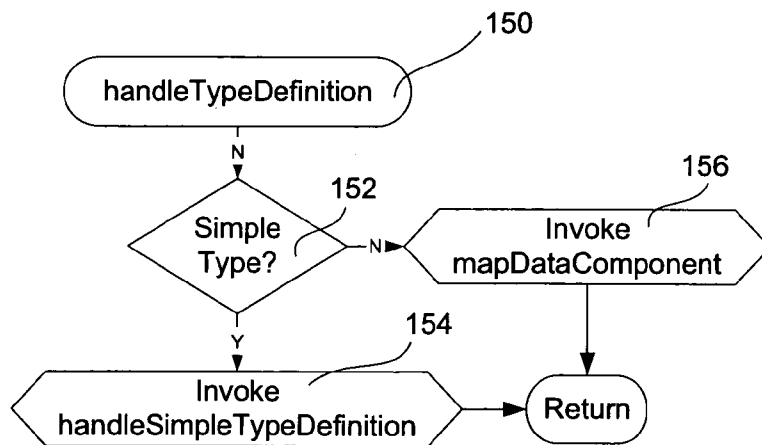 150
handleTypeDefinition
N
152
Simple
Type?
N
156
Invoke
mapDataComponent
Y
154
Invoke
handleSimpleTypeDefinition
Return